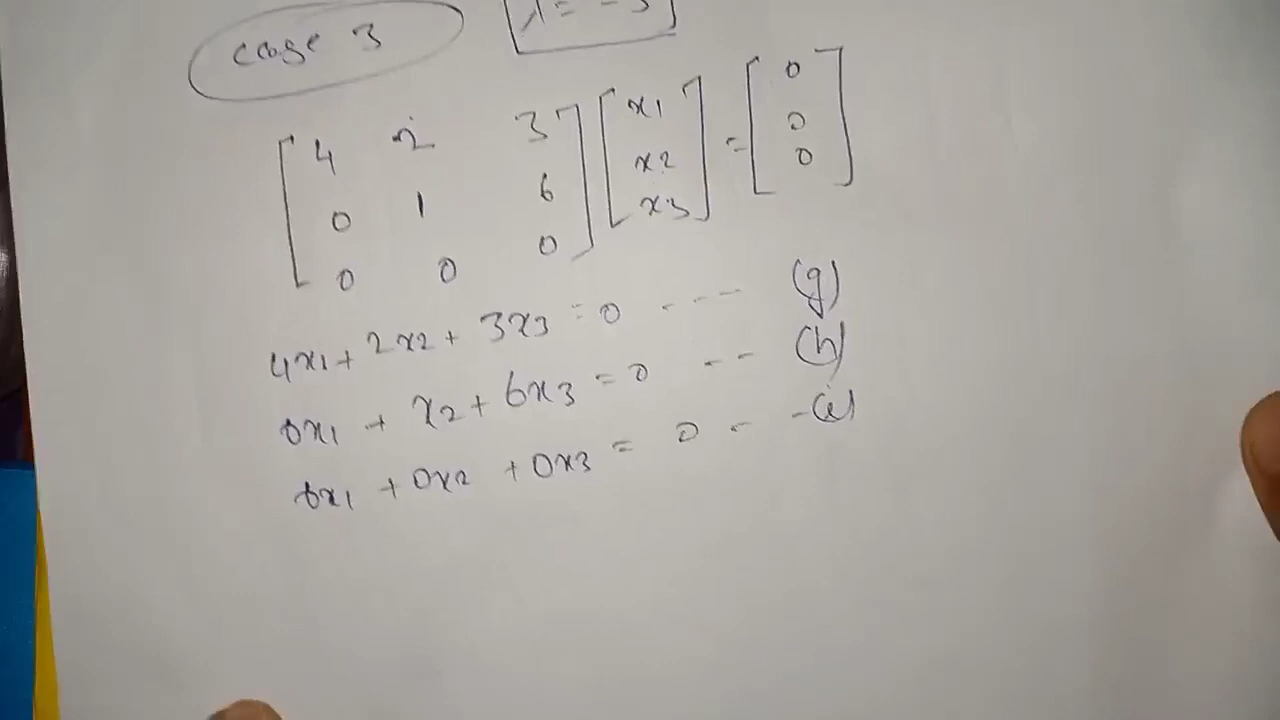 case 3 [λ = -3]
[4 2 3] [x1] = [0]
[0 1 6] [x2] [0]
[0 0 0] [x3] [0]
4x1 + 2x2 + 3x3 = 0 --- (g)
0x1 + x2 + 6x3 = 0 -- (h)
0x1 + 0x2 + 0x3 = 0 - - (i)